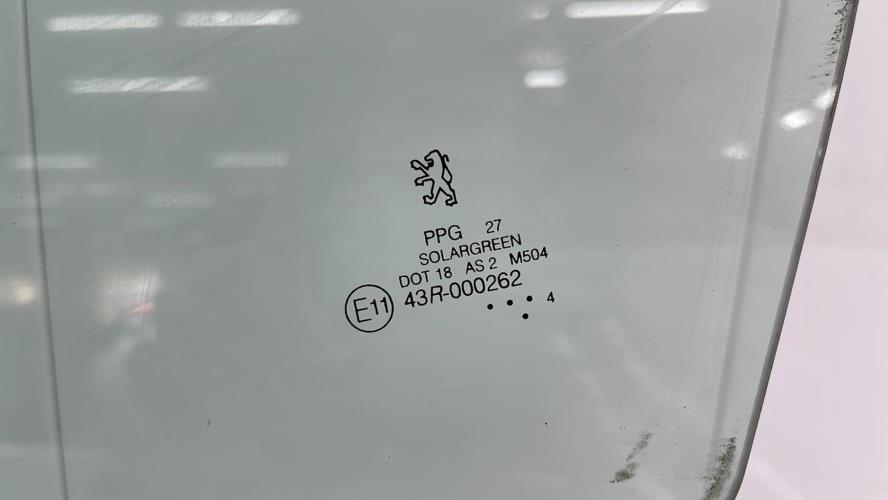 PPG 27
SOLARGREEN
DOT 18 AS 2 M504
E11 43R-000262
. . . 4
.